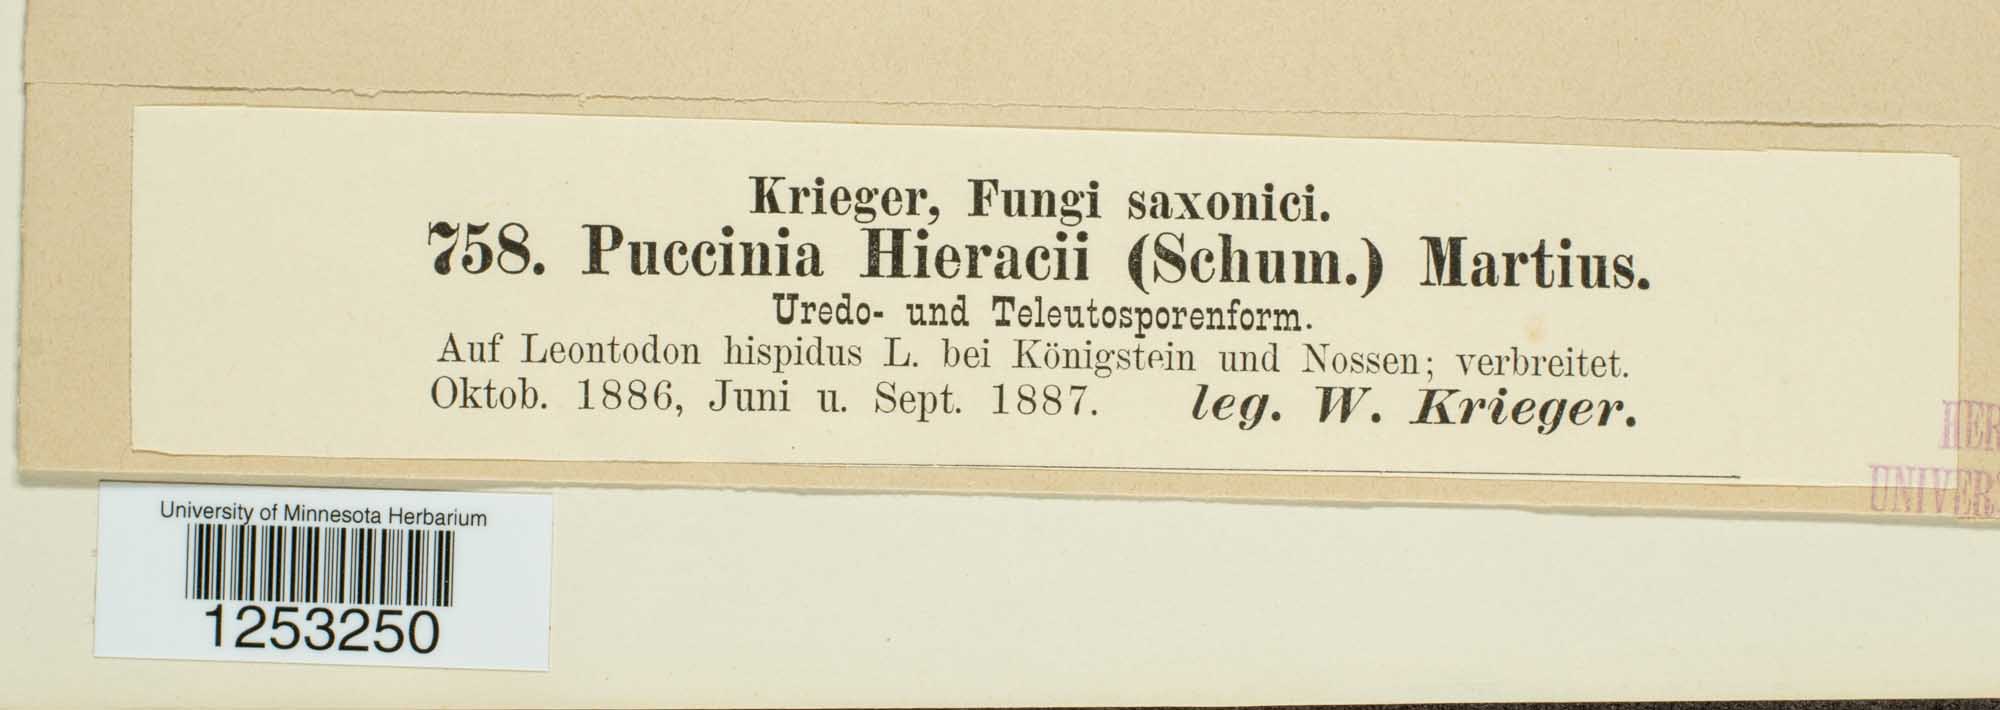 Krieger, Fungi saxonici.
758. Puccinia Hieracii (Schum.) Martius.
Uredo- und Teleutosporenform.
Auf Leontodon hispidus L. bei Königstein und Nossen; verbreitet.
Oktob. 1886, Juni u. Sept. 1887. leg. W. Krieger.
University of Minnesota Herbarium
1253250